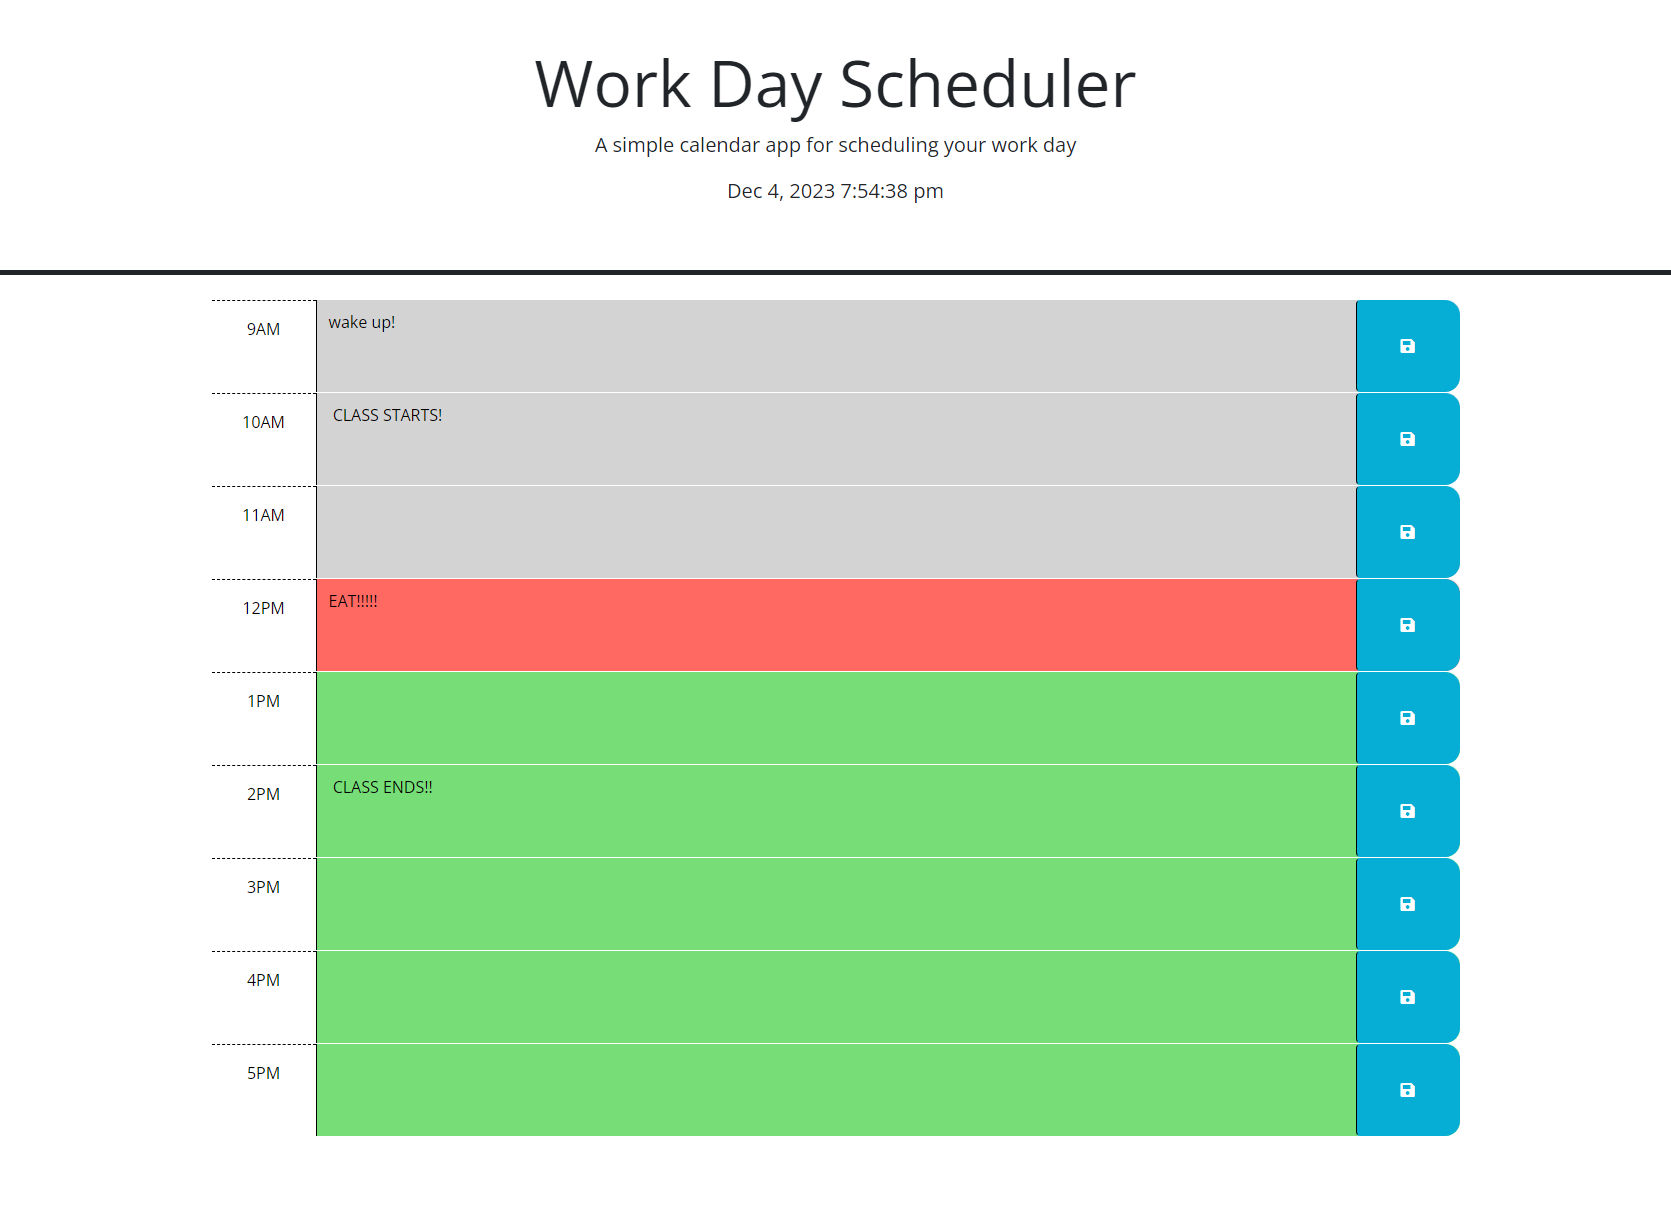 Work Day Scheduler
A simple calendar app for scheduling your work day
Dec 4, 2023 7:54:38 pm
9AM wake up!
10AM CLASS STARTS!
11AM
12PM EAT!!!!!
1PM
2PM CLASS ENDS!!
3PM
4PM
5PM